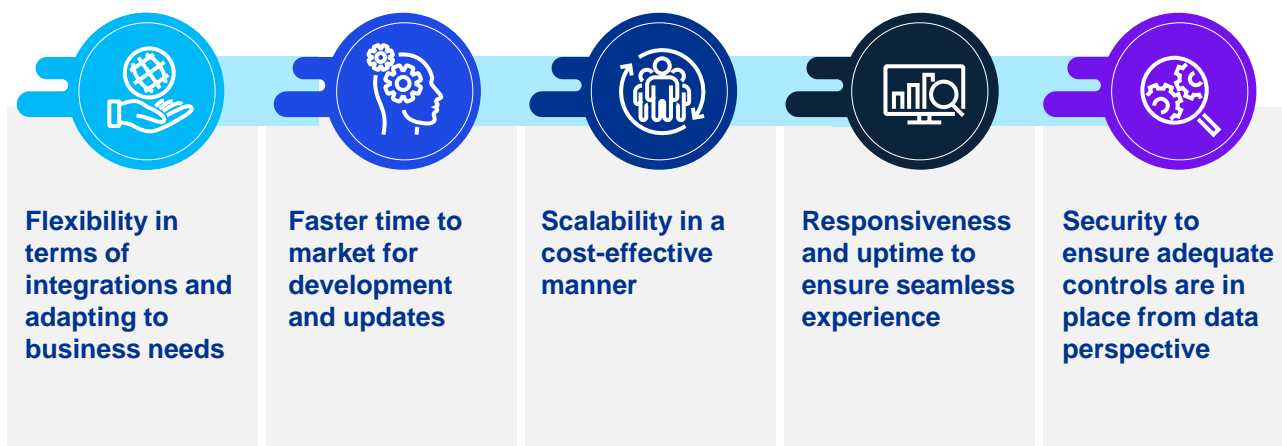 Flexibility in
terms of
integrations and
adapting to
business needs
Faster time to
market for
development
and updates
Scalability in a
cost-effective
manner
Responsiveness
and uptime to
ensure seamless
experience
Security to
ensure adequate
controls are in
place from data
perspective